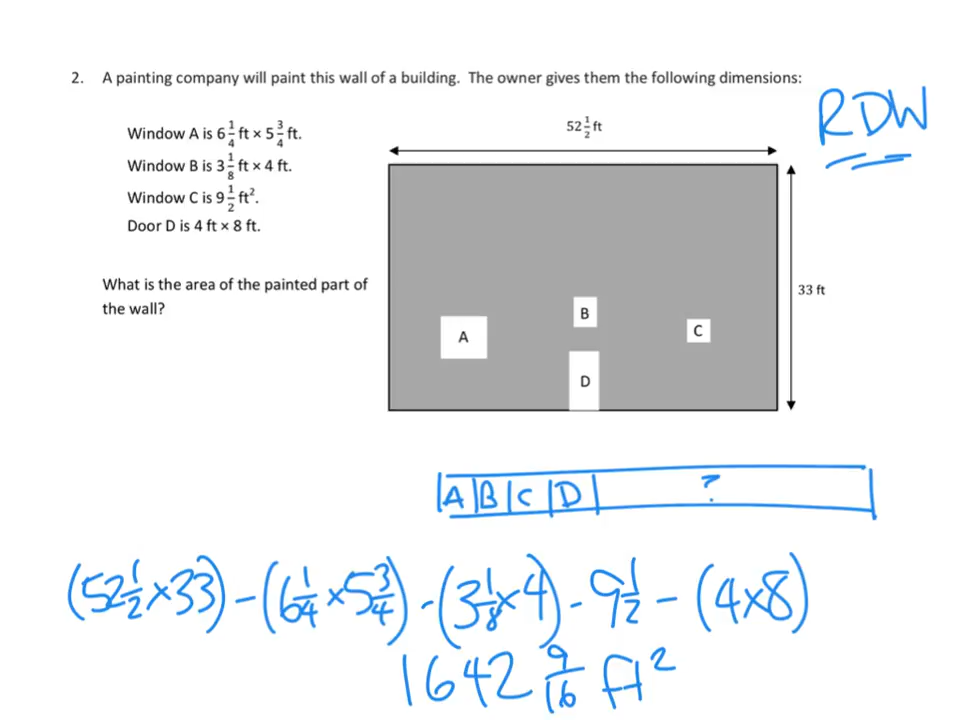 2. A painting company will paint this wall of a building. The owner gives them the following dimensions:
RDW
Window A is 6 1/4 ft × 5 3/4 ft.
Window B is 3 1/8 ft × 4 ft.
Window C is 9 1/2 ft².
Door D is 4 ft × 8 ft.
What is the area of the painted part of
the wall?
52 1/2 ft
33 ft
A
B
C
D
A B C D ?
(52 1/2 × 33) - (6 1/4 × 5 3/4) - (3 1/8 × 4) - 9 1/2 - (4 × 8)
1642 9/16 ft²